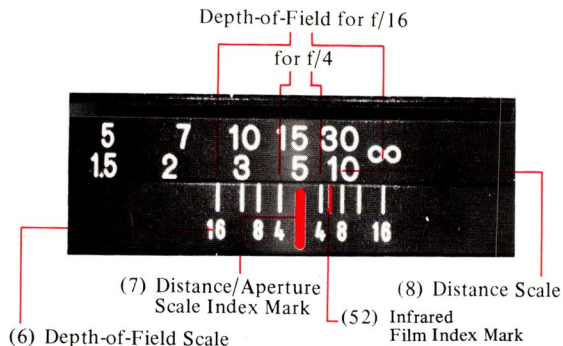 Depth-of-Field for f/16
for f/4
5 7 10 15 30 ∞
1.5 2 3 5 10
16 8 4 4 8 16
(7) Distance/Aperture
Scale Index Mark
(8) Distance Scale
(52) Infrared
Film Index Mark
(6) Depth-of-Field Scale